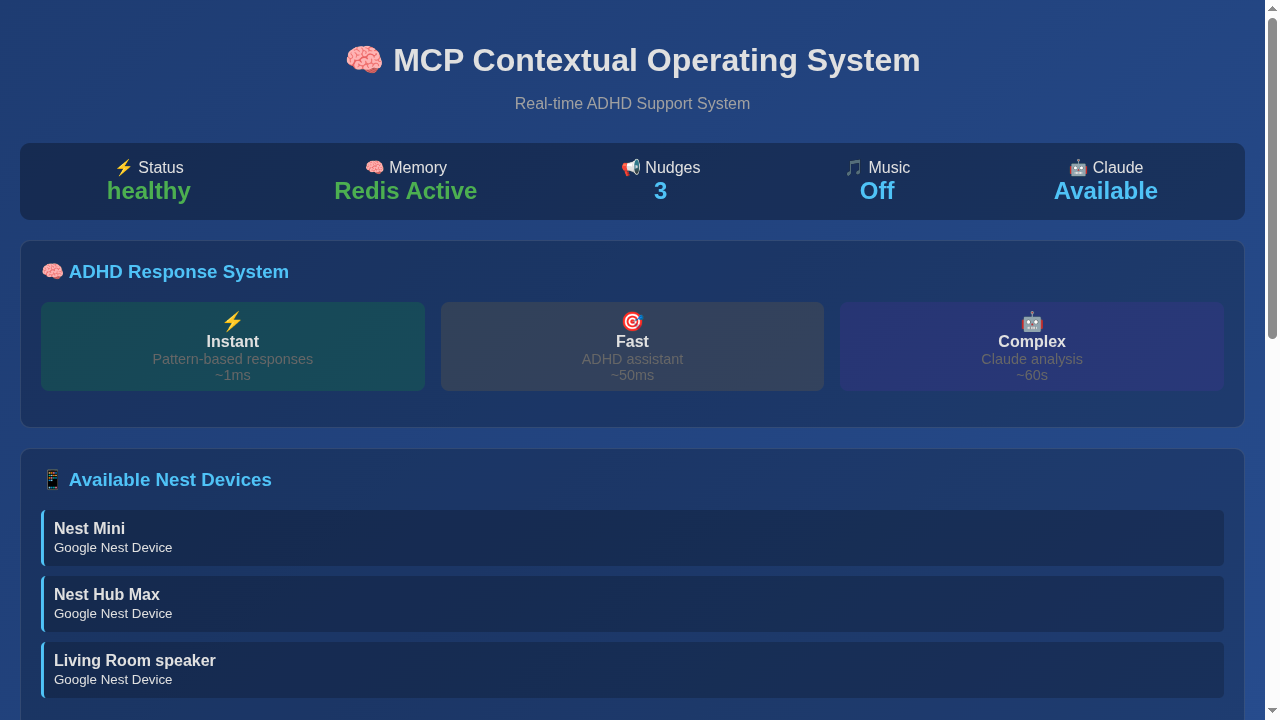 🧠 MCP Contextual Operating System
Real-time ADHD Support System
⚡ Status
healthy
🧠 Memory
Redis Active
📢 Nudges
3
🎵 Music
Off
🤖 Claude
Available
🧠 ADHD Response System
⚡
Instant
Pattern-based responses
~1ms
🎯
Fast
ADHD assistant
~50ms
🤖
Complex
Claude analysis
~60s
📱 Available Nest Devices
Nest Mini
Google Nest Device
Nest Hub Max
Google Nest Device
Living Room speaker
Google Nest Device